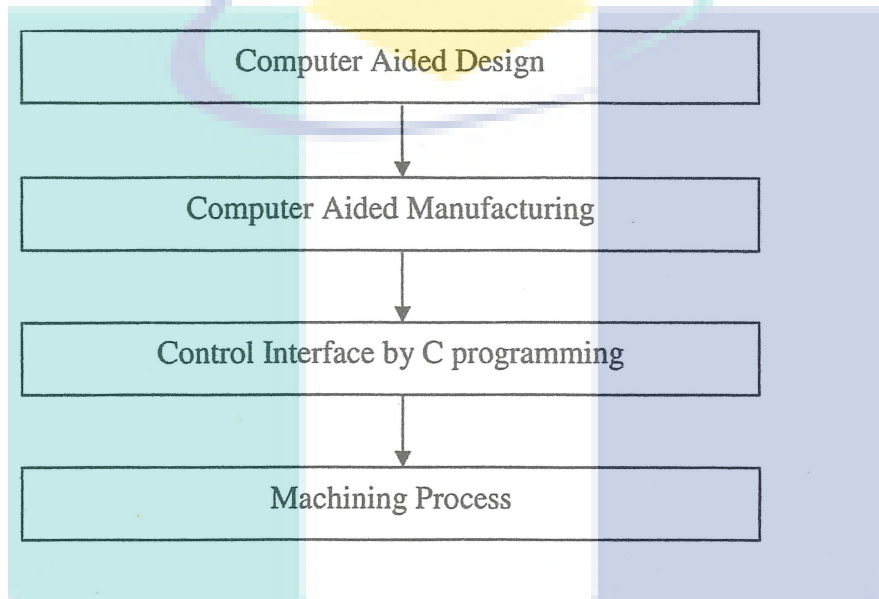 Computer Aided Design
Computer Aided Manufacturing
Control Interface by C programming
Machining Process